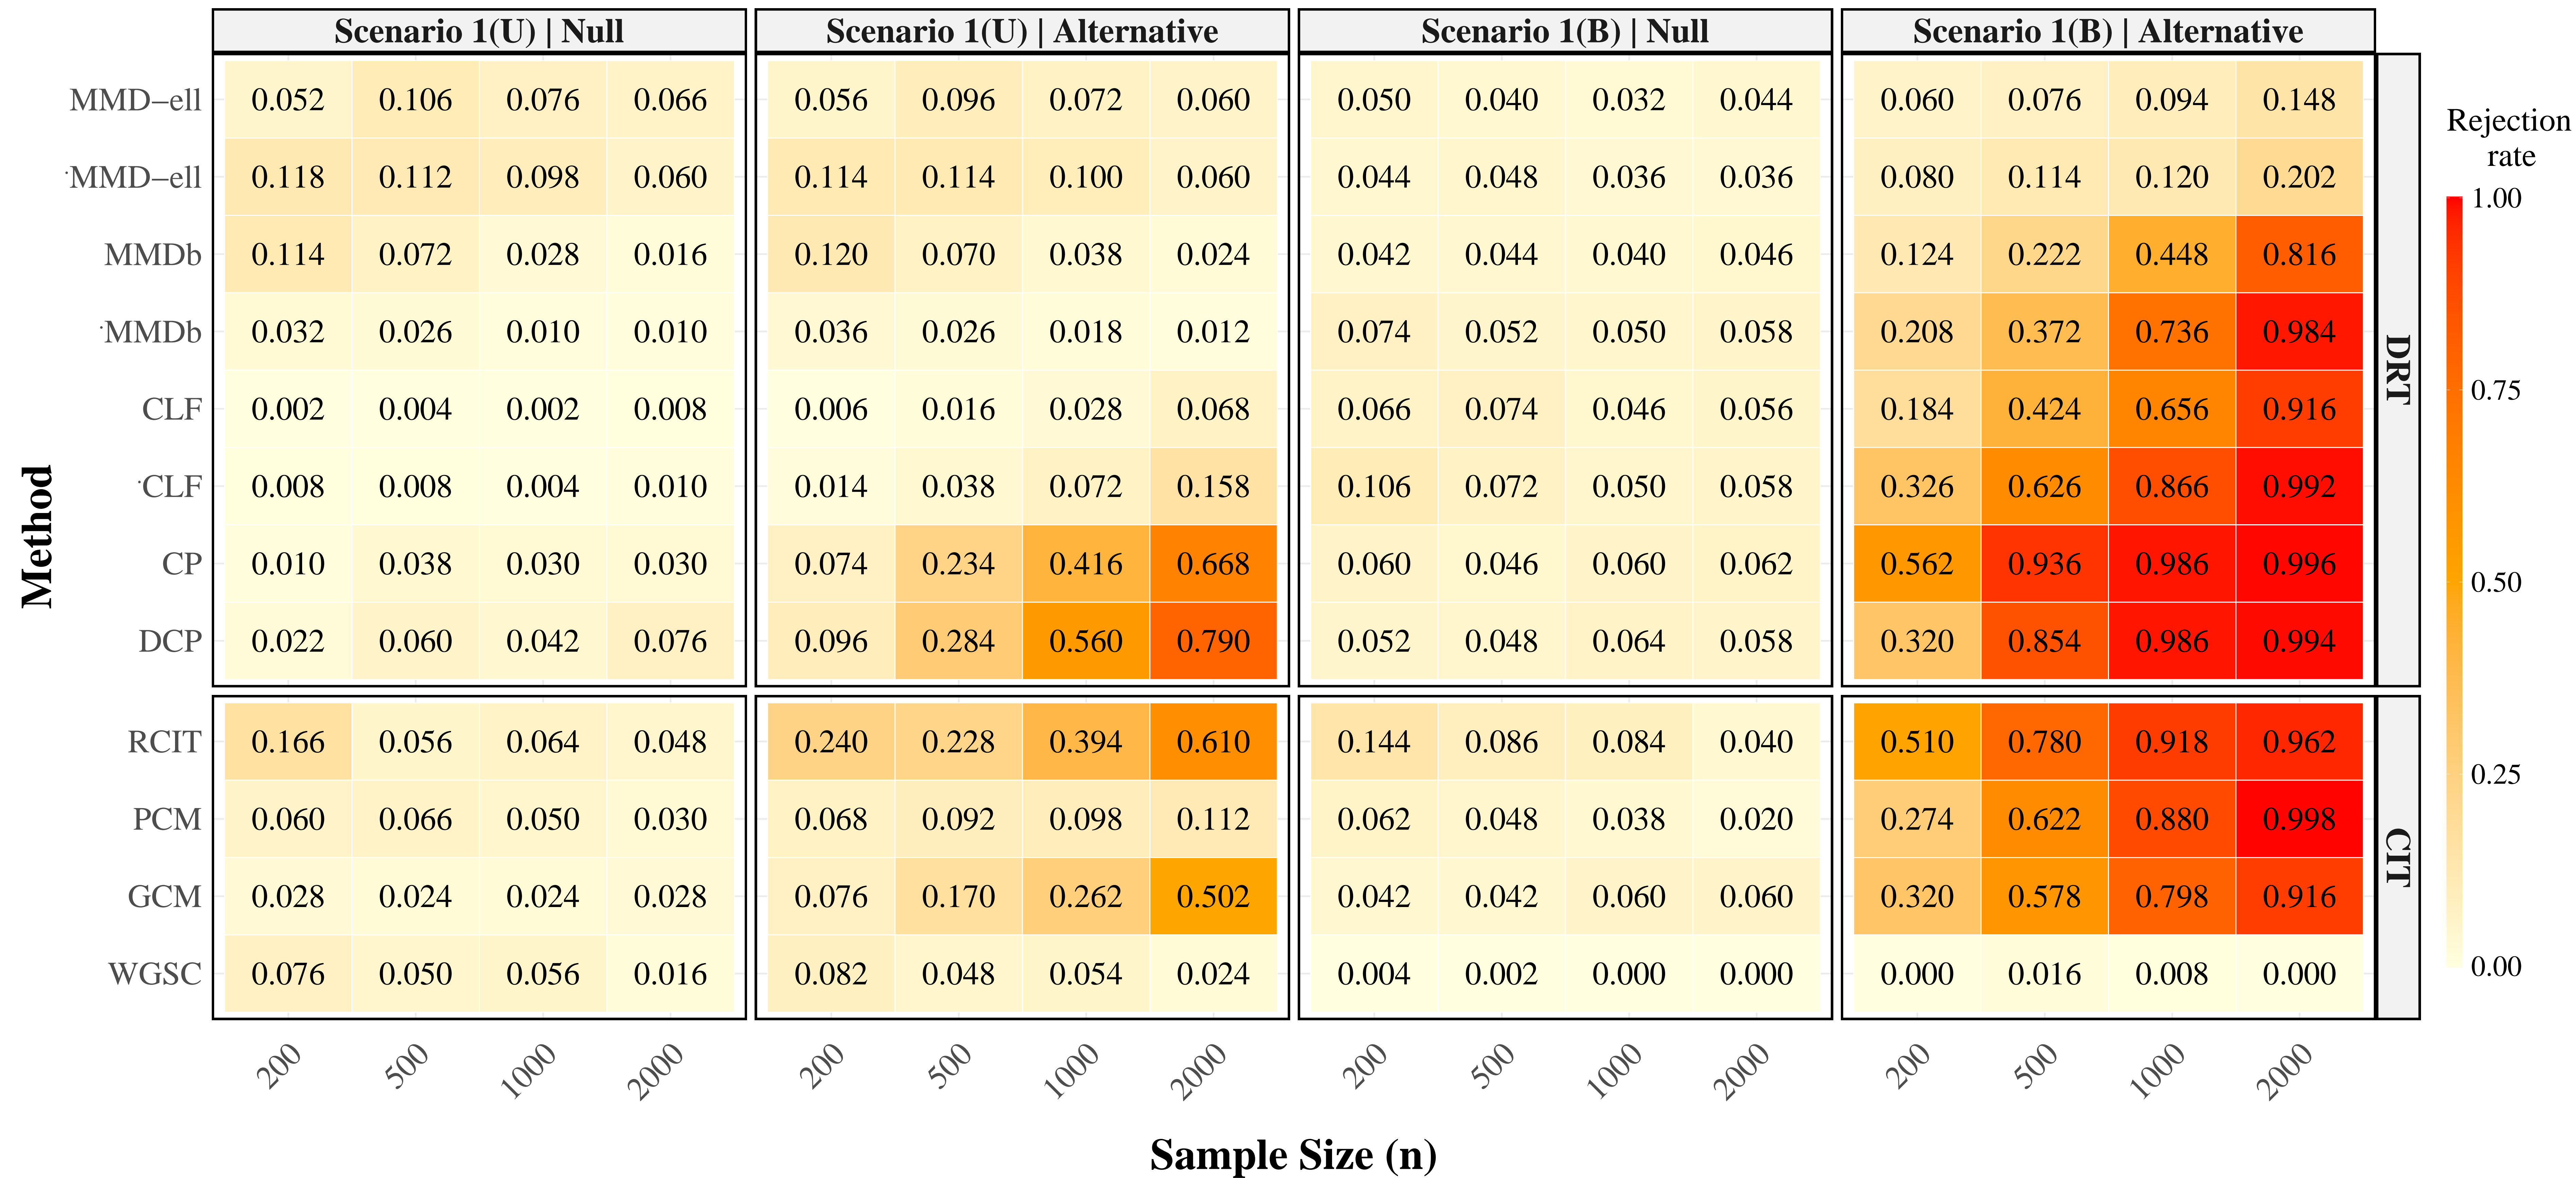 Scenario 1(U) | Null Scenario 1(U) | Alternative Scenario 1(B) | Null Scenario 1(B) | Alternative
MMD−ell 0.052 0.106 0.076 0.066 0.056 0.096 0.072 0.060 0.050 0.040 0.032 0.044 0.060 0.076 0.094 0.148
˙MMD−ell 0.118 0.112 0.098 0.060 0.114 0.114 0.100 0.060 0.044 0.048 0.036 0.036 0.080 0.114 0.120 0.202
MMDb 0.114 0.072 0.028 0.016 0.120 0.070 0.038 0.024 0.042 0.044 0.040 0.046 0.124 0.222 0.448 0.816
˙MMDb 0.032 0.026 0.010 0.010 0.036 0.026 0.018 0.012 0.074 0.052 0.050 0.058 0.208 0.372 0.736 0.984
CLF 0.002 0.004 0.002 0.008 0.006 0.016 0.028 0.068 0.066 0.074 0.046 0.056 0.184 0.424 0.656 0.916
˙CLF 0.008 0.008 0.004 0.010 0.014 0.038 0.072 0.158 0.106 0.072 0.050 0.058 0.326 0.626 0.866 0.992
CP 0.010 0.038 0.030 0.030 0.074 0.234 0.416 0.668 0.060 0.046 0.060 0.062 0.562 0.936 0.986 0.996
DCP 0.022 0.060 0.042 0.076 0.096 0.284 0.560 0.790 0.052 0.048 0.064 0.058 0.320 0.854 0.986 0.994
DRT
RCIT 0.166 0.056 0.064 0.048 0.240 0.228 0.394 0.610 0.144 0.086 0.084 0.040 0.510 0.780 0.918 0.962
PCM 0.060 0.066 0.050 0.030 0.068 0.092 0.098 0.112 0.062 0.048 0.038 0.020 0.274 0.622 0.880 0.998
GCM 0.028 0.024 0.024 0.028 0.076 0.170 0.262 0.502 0.042 0.042 0.060 0.060 0.320 0.578 0.798 0.916
WGSC 0.076 0.050 0.056 0.016 0.082 0.048 0.054 0.024 0.004 0.002 0.000 0.000 0.000 0.016 0.008 0.000
CIT
200 500 1000 2000 200 500 1000 2000 200 500 1000 2000 200 500 1000 2000
Sample Size (n)
Method
Rejection
rate
1.00
0.75
0.50
0.25
0.00